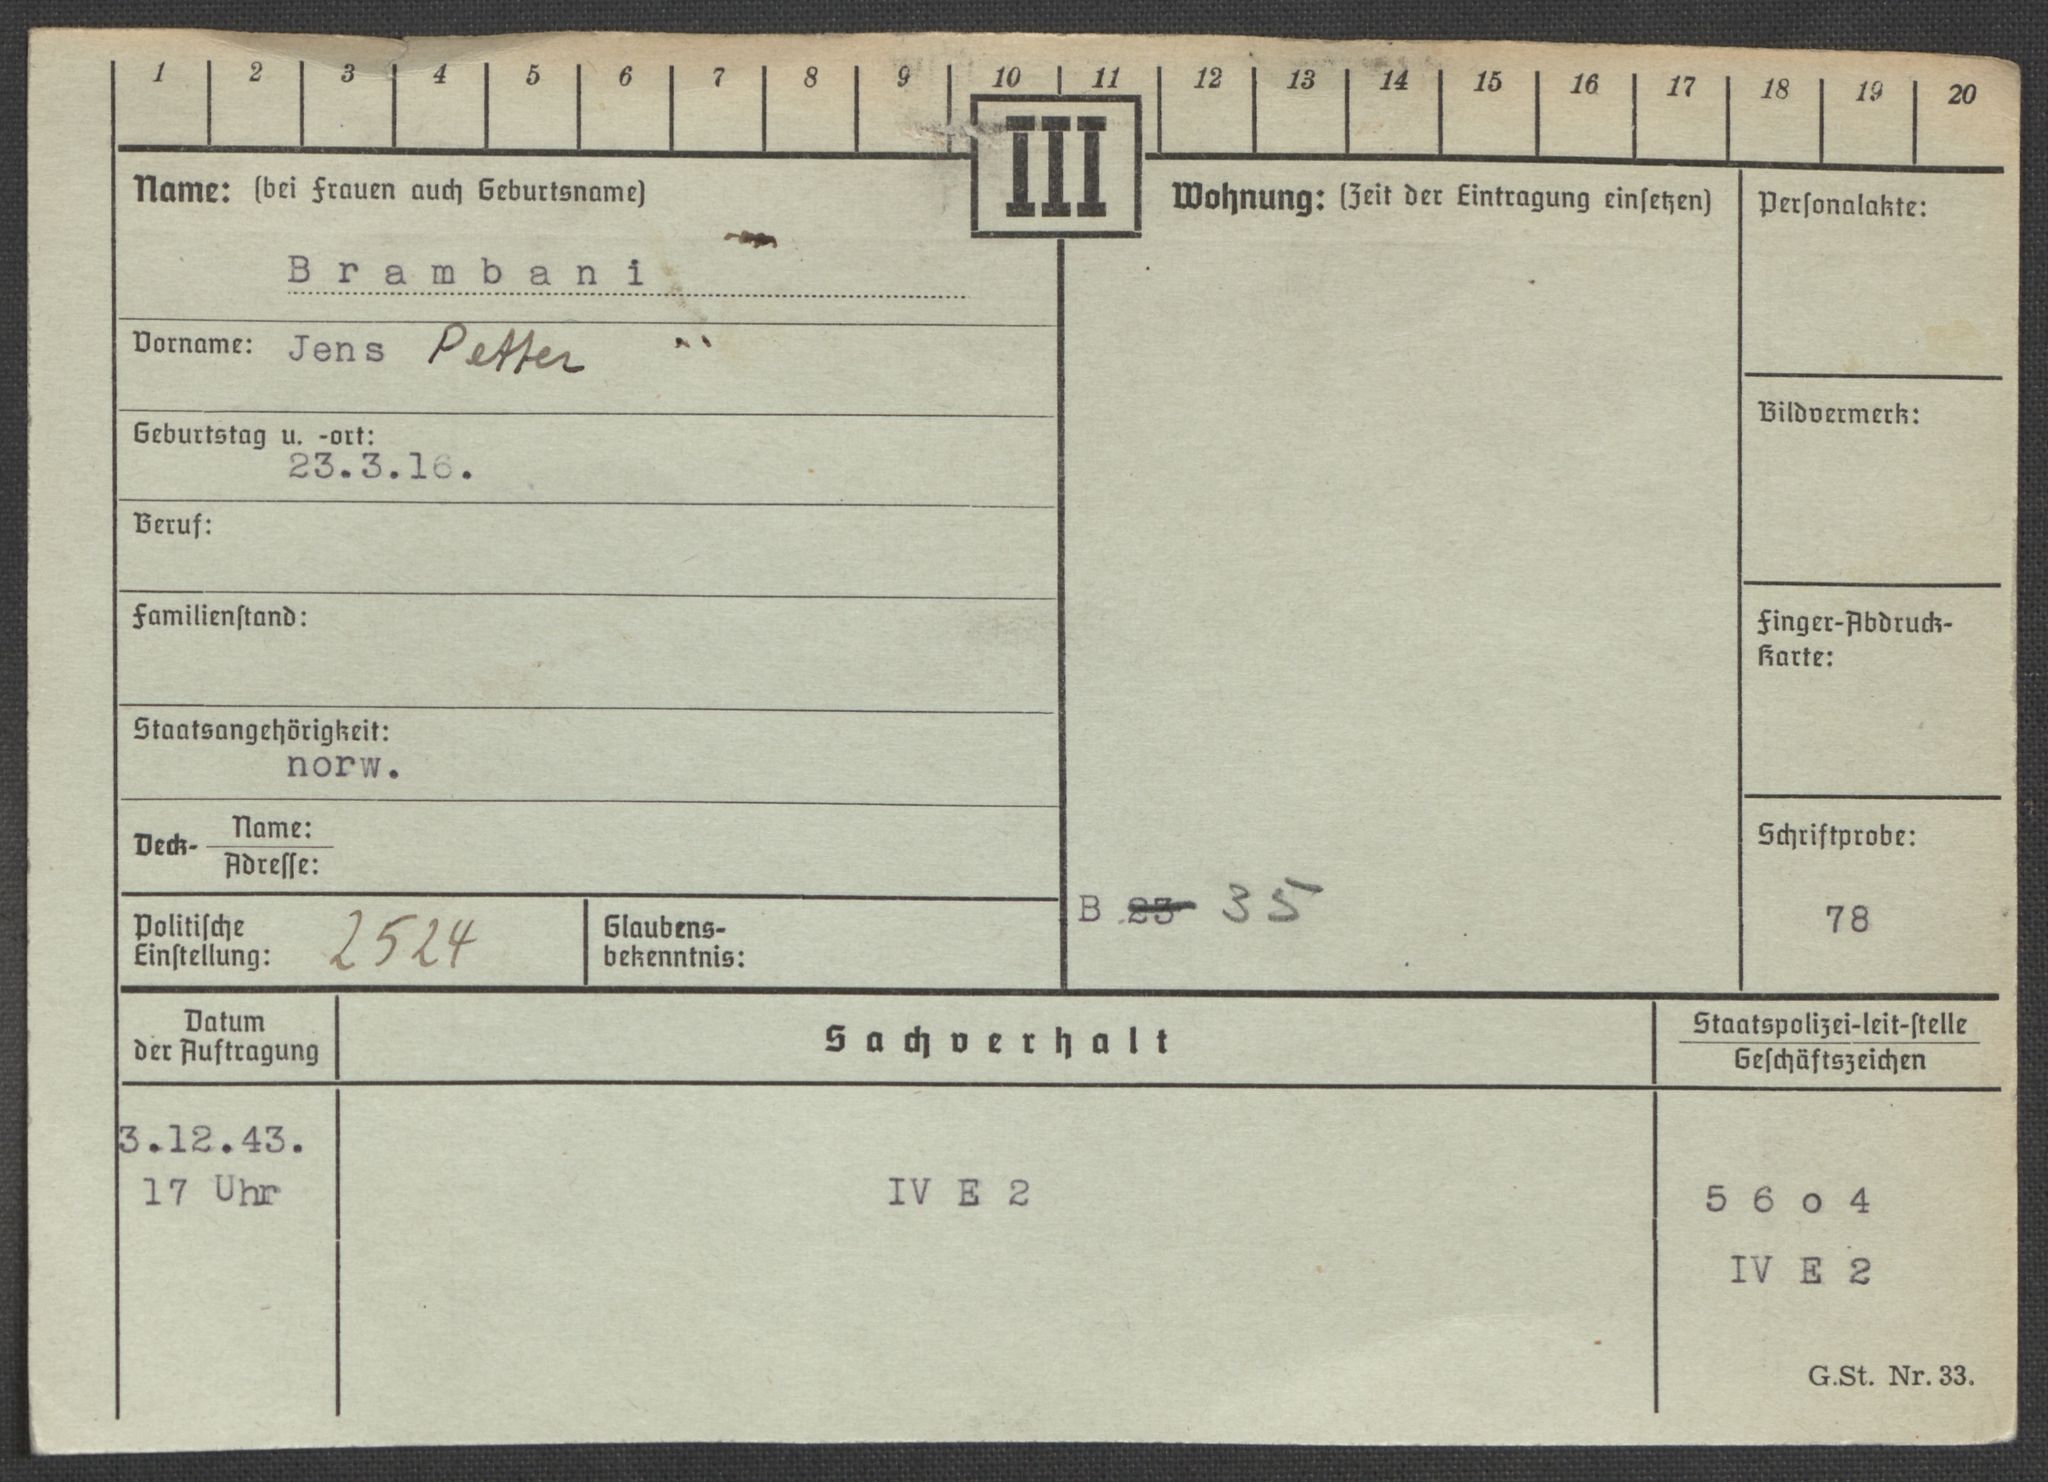 1 2 3 4 5 6 7 8 9 10 11 12 13 14 15 16 17 18 19 20
III
Name: (bei Frauen auch Geburtsname)
Brambani
Vorname: Jens Petter
Geburtstag u. -ort:
23.3.16.
Beruf:
Familienstand:
Staatsangehörigkeit:
norw.
Deck- Name:
Adresse:
Politische
Einstellung: 2524
Glaubens-
bekenntnis:
Wohnung: (Zeit der Eintragung einsetzen)
B 23 35
Personalakte:
Bildvermerk:
Finger-Abdruck-
Karte:
Schriftprobe:
78
Datum
der Auftragung
Sachverhalt
Staatspolizei-leit-stelle
Geschäftszeichen
3.12.43.
17 Uhr IV E 2 5 6 o 4
IV E 2
G.St. Nr. 33.